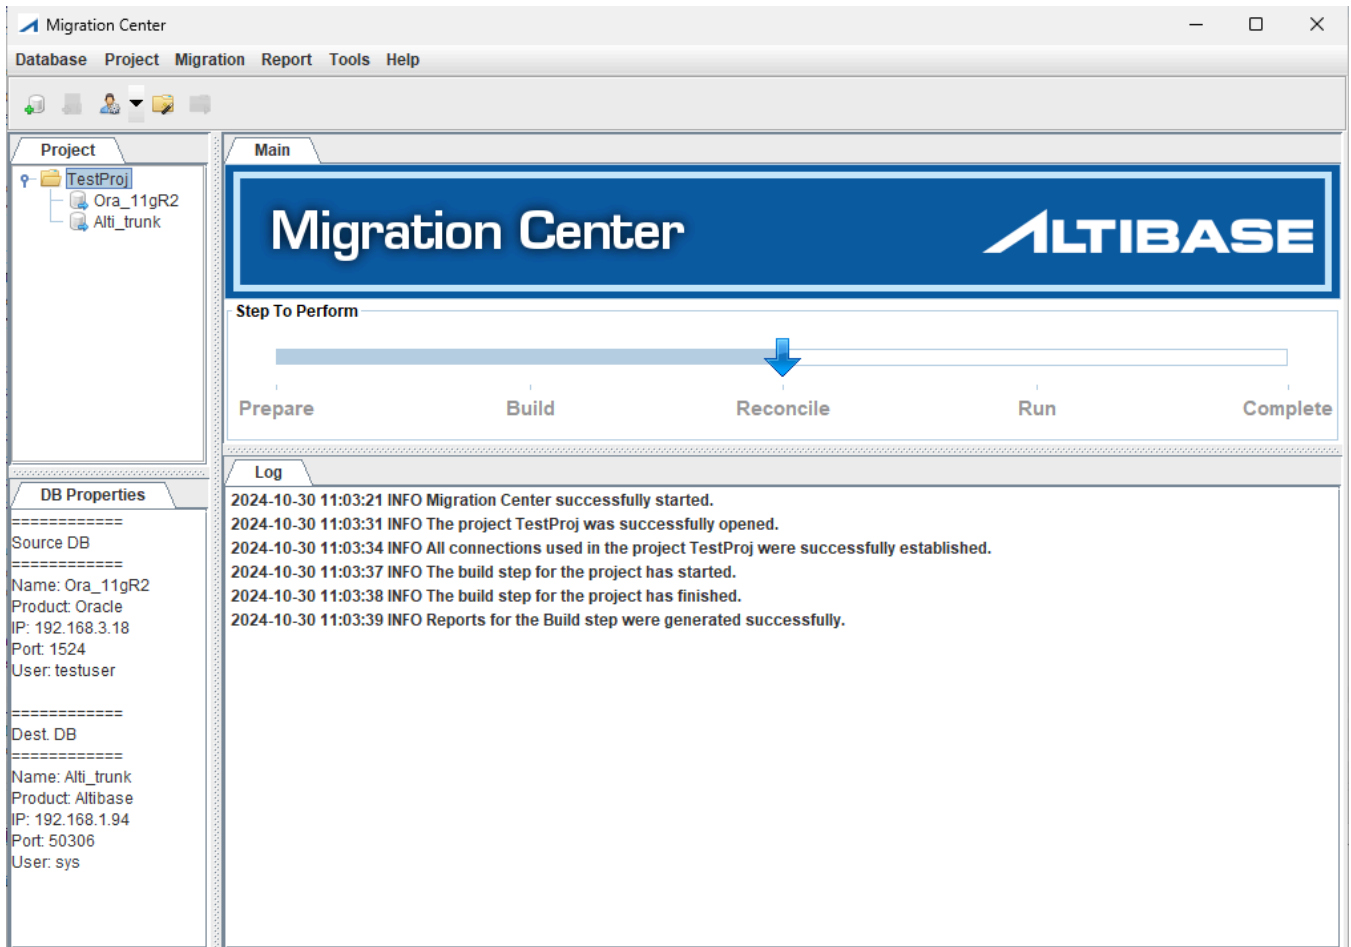 Migration Center
Database Project Migration Report Tools Help
Project
TestProj
Ora_11gR2
Alti_trunk
Main
Migration Center
ALTIBASE
Step To Perform
Prepare Build Reconcile Run Complete
DB Properties
============
Source DB
============
Name: Ora_11gR2
Product: Oracle
IP: 192.168.3.18
Port: 1524
User: testuser
============
Dest. DB
============
Name: Alti_trunk
Product: Altibase
IP: 192.168.1.94
Port: 50306
User: sys
Log
2024-10-30 11:03:21 INFO Migration Center successfully started.
2024-10-30 11:03:31 INFO The project TestProj was successfully opened.
2024-10-30 11:03:34 INFO All connections used in the project TestProj were successfully established.
2024-10-30 11:03:37 INFO The build step for the project has started.
2024-10-30 11:03:38 INFO The build step for the project has finished.
2024-10-30 11:03:39 INFO Reports for the Build step were generated successfully.